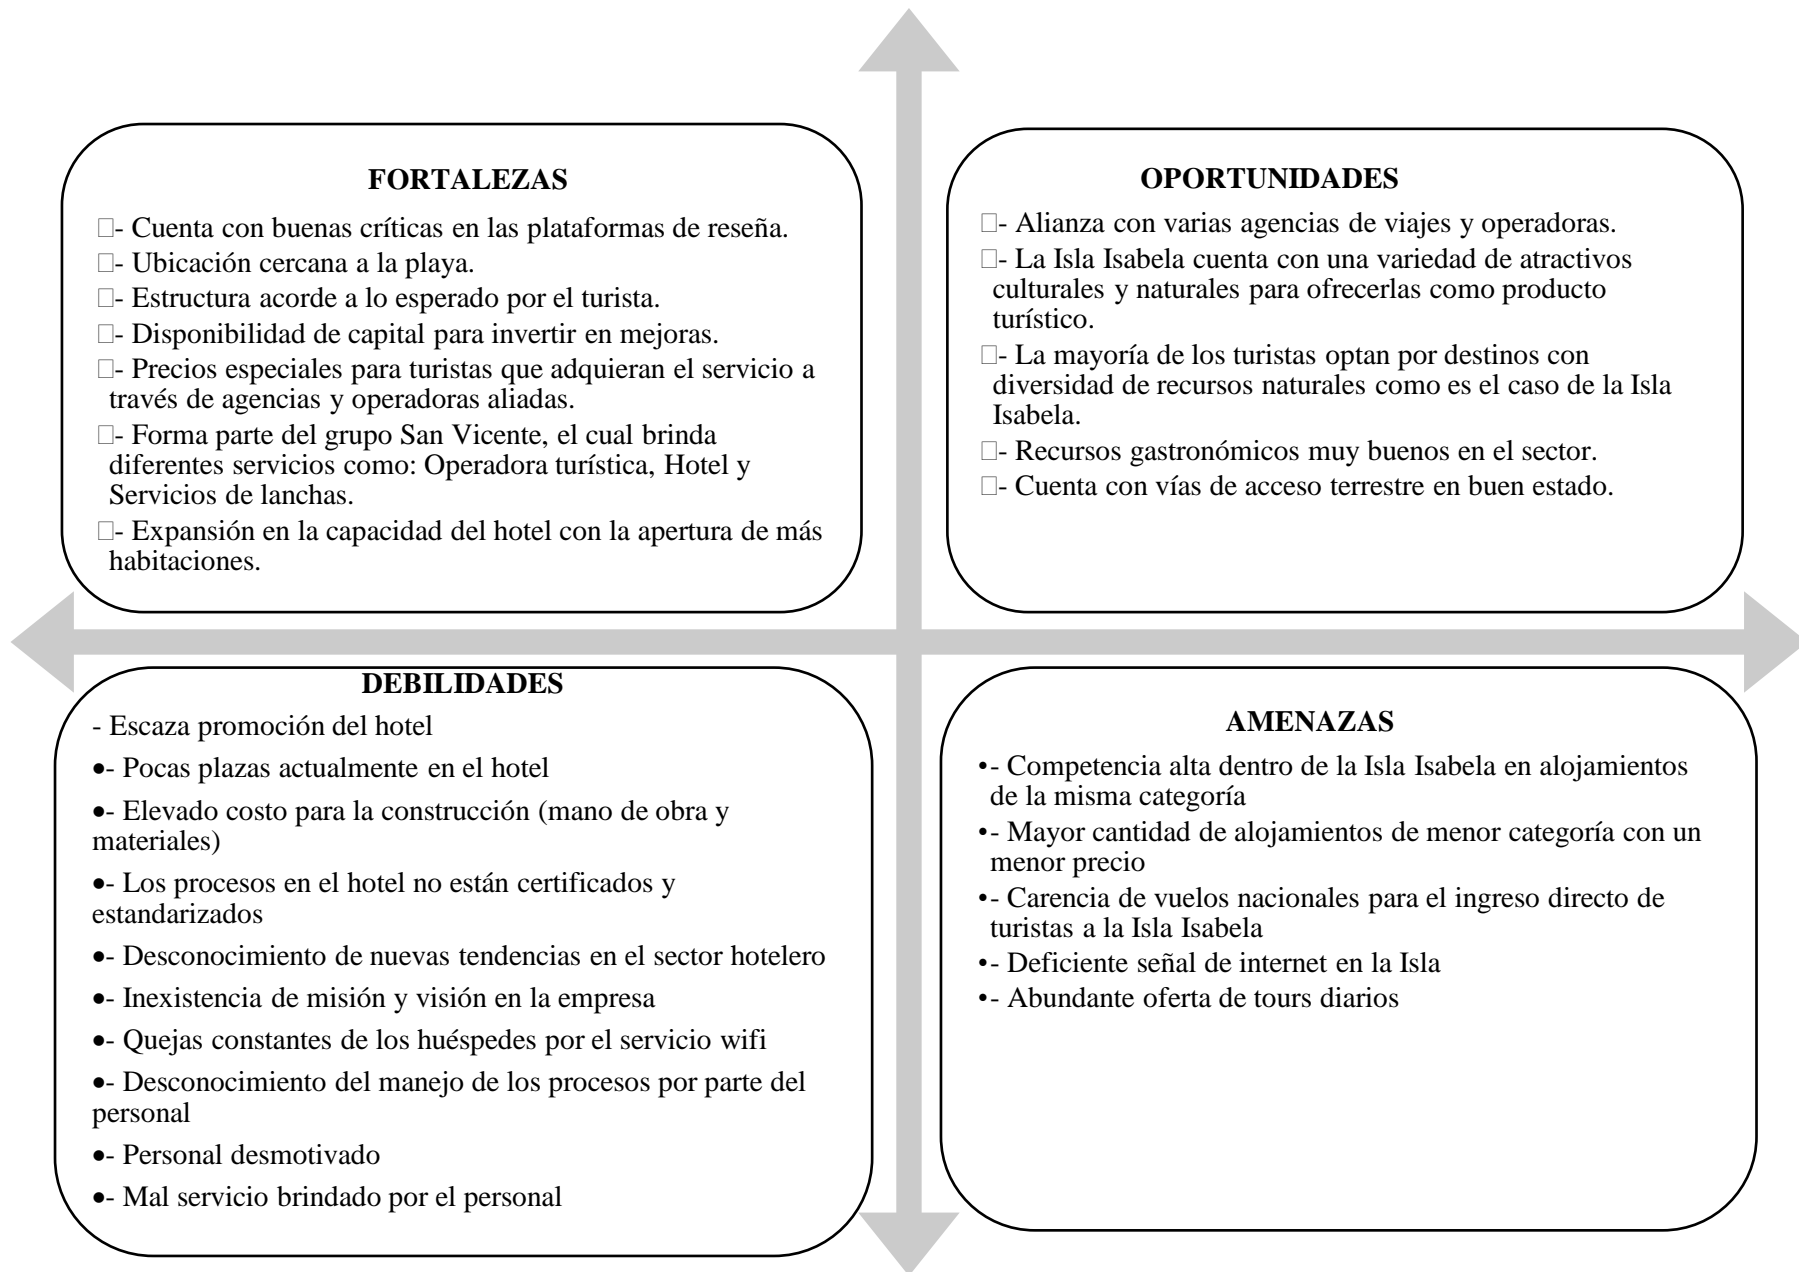 FORTALEZAS
□- Cuenta con buenas críticas en las plataformas de reseña.
□- Ubicación cercana a la playa.
□- Estructura acorde a lo esperado por el turista.
□- Disponibilidad de capital para invertir en mejoras.
□- Precios especiales para turistas que adquieran el servicio a
través de agencias y operadoras aliadas.
□- Forma parte del grupo San Vicente, el cual brinda
diferentes servicios como: Operadora turística, Hotel y
Servicios de lanchas.
□- Expansión en la capacidad del hotel con la apertura de más
habitaciones.
OPORTUNIDADES
□- Alianza con varias agencias de viajes y operadoras.
□- La Isla Isabela cuenta con una variedad de atractivos
culturales y naturales para ofrecerlas como producto
turístico.
□- La mayoría de los turistas optan por destinos con
diversidad de recursos naturales como es el caso de la Isla
Isabela.
□- Recursos gastronómicos muy buenos en el sector.
□- Cuenta con vías de acceso terrestre en buen estado.
DEBILIDADES
- Escaza promoción del hotel
•- Pocas plazas actualmente en el hotel
•- Elevado costo para la construcción (mano de obra y
materiales)
•- Los procesos en el hotel no están certificados y
estandarizados
•- Desconocimiento de nuevas tendencias en el sector hotelero
•- Inexistencia de misión y visión en la empresa
•- Quejas constantes de los huéspedes por el servicio wifi
•- Desconocimiento del manejo de los procesos por parte del
personal
•- Personal desmotivado
•- Mal servicio brindado por el personal
AMENAZAS
•- Competencia alta dentro de la Isla Isabela en alojamientos
de la misma categoría
•- Mayor cantidad de alojamientos de menor categoría con un
menor precio
•- Carencia de vuelos nacionales para el ingreso directo de
turistas a la Isla Isabela
•- Deficiente señal de internet en la Isla
•- Abundante oferta de tours diarios